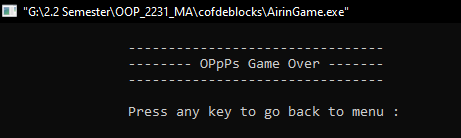 "G:\2.2 Semester\OOP_2231_MA\cofdeblocks\AirinGame.exe"
--------------------------------
-------- OPpPs Game Over -------
--------------------------------
Press any key to go back to menu :